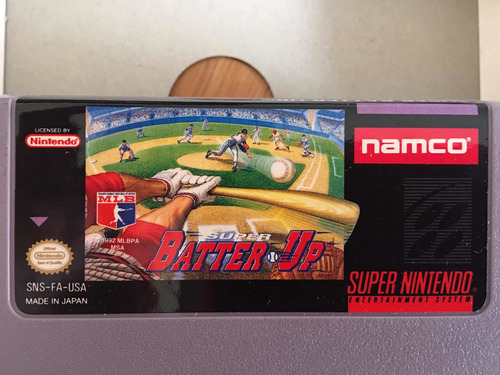 LICENSED BY
Nintendo
MLB
©1992 MLBPA
MSA
SUPER
BATTER UP
namco
Official
Nintendo
Seal of Quality
SNS-FA-USA
MADE IN JAPAN
SUPER NINTENDO
ENTERTAINMENT SYSTEM